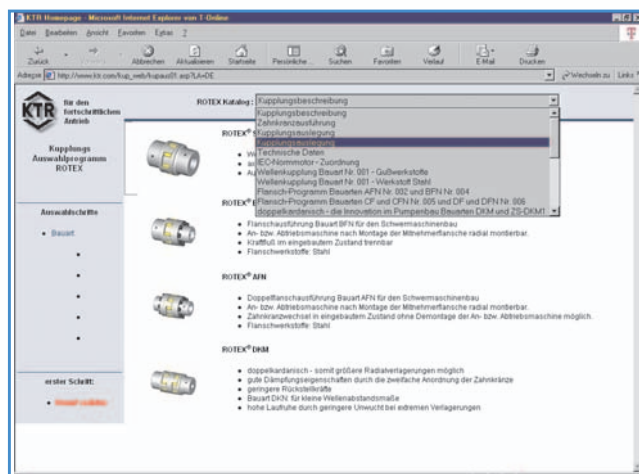 KTR Homepage - Microsoft Internet Explorer von T-Online
Datei Bearbeiten Ansicht Favoriten Extras ?
Zurück Abbrechen Aktualisieren Startseite Persönliche... Suchen Favoriten Verlauf E-Mail Drucken
Adresse http://www.ktr.com/kup_web/kupaus01.asp?LA=DE Wechseln zu Links
KTR
für den
fortschrittlichen
Antrieb
ROTEX Katalog: Kupplungsbeschreibung
Kupplungsbeschreibung
Zahnkranzausführung
Kupplungsauslegung
Kupplungsauslegung
Technische Daten
IEC-Normmotor - Zuordnung
Wellenkupplung Bauart Nr. 001 - Gußwerkstoffe
Wellenkupplung Bauart Nr. 001 - Werkstoff Stahl
Flansch-Programm Bauarten AFN Nr. 002 und BFN Nr. 004
Flansch-Programm Bauarten CF und CFN Nr. 005 und DF und DFN Nr. 006
doppelkardanisch - die Innovation im Pumpenbau Bauarten DKM und ZS-DKM1
Kupplungs
Auswahlprogramm
ROTEX
Auswahlschritte
Bauart
erster Schritt:
ROTEX®
ROTEX®
Flanschausführung Bauart BFN für den Schwermaschinenbau
An- bzw. Abtriebsmaschine nach Montage der Mitnehmerflansche radial montierbar.
Kraftfluß im eingebautem Zustand trennbar
Flanschwerkstoffe: Stahl
ROTEX® AFN
Doppelflanschausführung Bauart AFN für den Schwermaschinenbau
An- bzw. Abtriebsmaschine nach Montage der Mitnehmerflansche radial montierbar.
Zahnkranzwechsel in eingebautem Zustand ohne Demontage der An- bzw. Abtriebsmaschine möglich.
Flanschwerkstoffe: Stahl
ROTEX® DKM
doppelkardanisch - somit größere Radialverlagerungen möglich
gute Dämpfungseigenschaften durch die zweifache Anordnung der Zahnkränze
geringere Rückstellkräfte
Bauart DKN: für kleine Wellenabstandsmaße
hohe Laufruhe durch geringere Unwucht bei extremen Verlagerungen